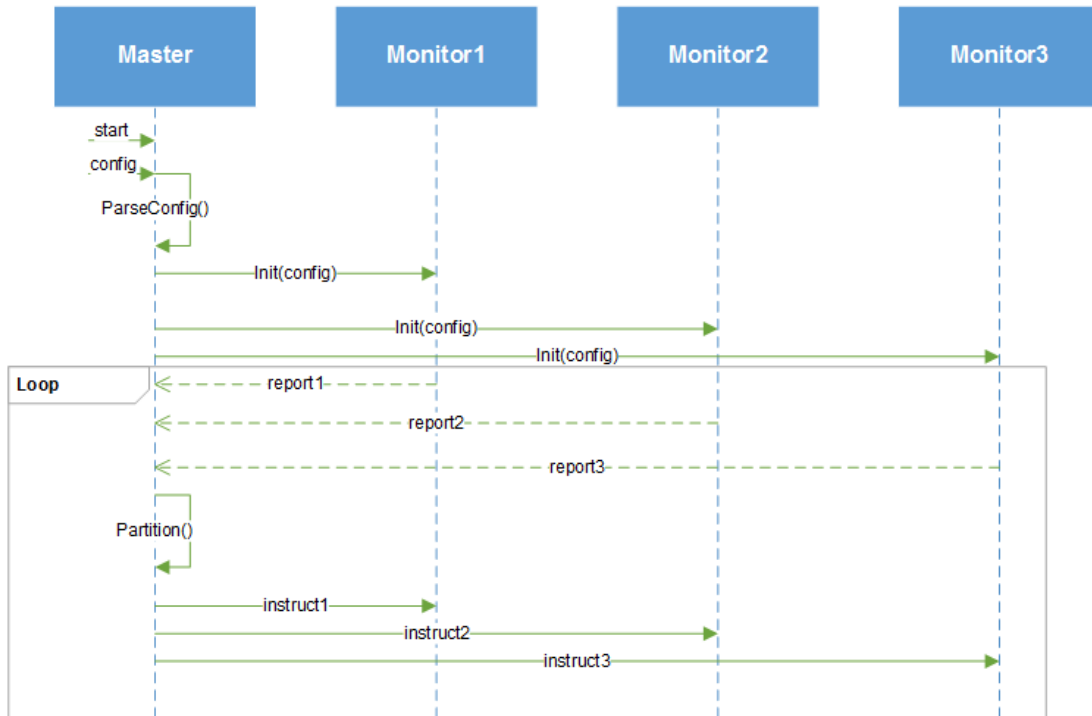 Master
Monitor1
Monitor2
Monitor3
start
config
ParseConfig()
Init(config)
Init(config)
Init(config)
Loop
report1
report2
report3
Partition()
instruct1
instruct2
instruct3